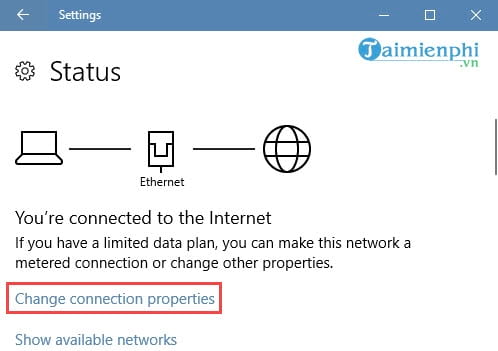 Settings
Taimienphi
.vn
Status
Ethernet
You're connected to the Internet
If you have a limited data plan, you can make this network a
metered connection or change other properties.
Change connection properties
Show available networks